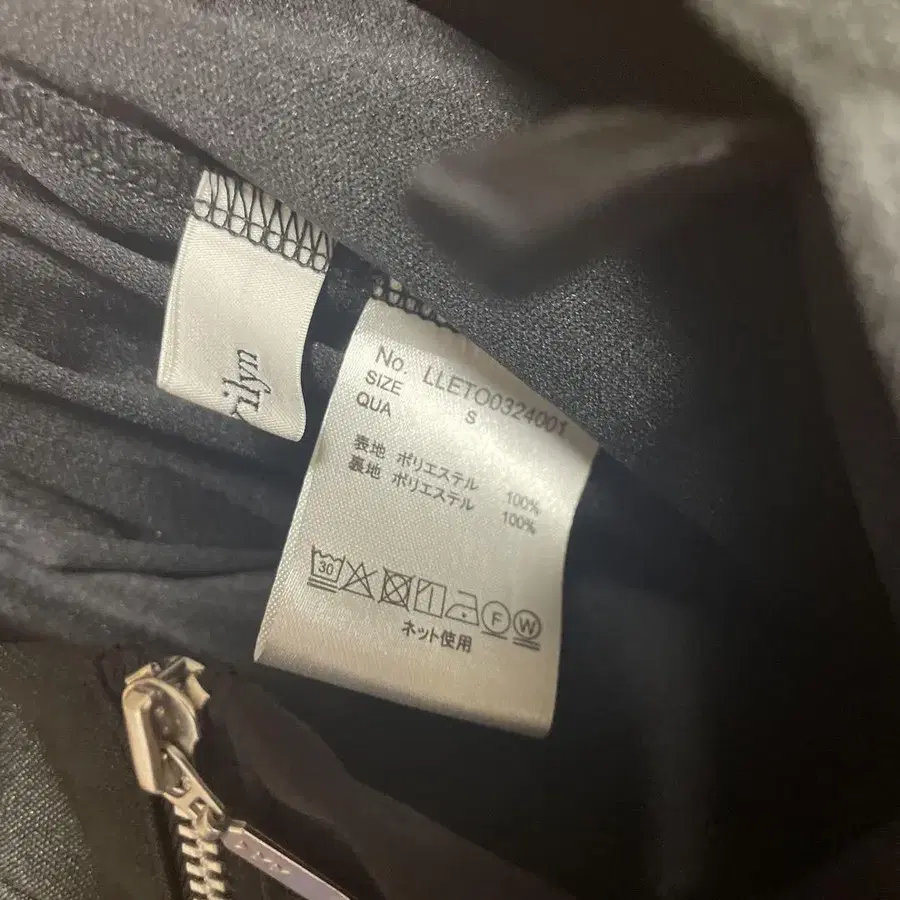 rilyn
No. LLETO0324001
SIZE S
QUA
表地 ポリエステル 100%
裏地 ポリエステル 100%
30 F W
ネット使用